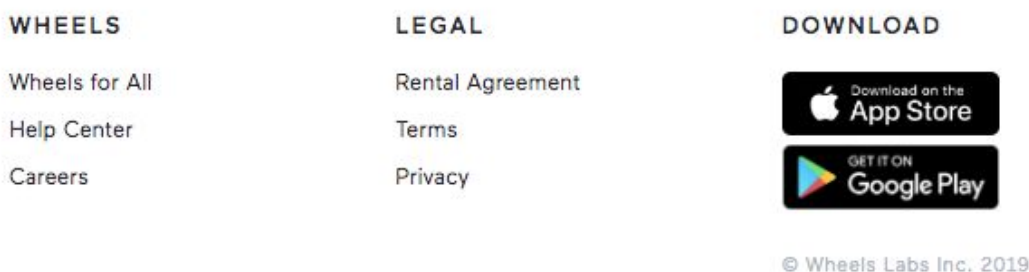 WHEELS
Wheels for All
Help Center
Careers
LEGAL
Rental Agreement
Terms
Privacy
DOWNLOAD
Download on the
App Store
GET IT ON
Google Play
© Wheels Labs Inc. 2019